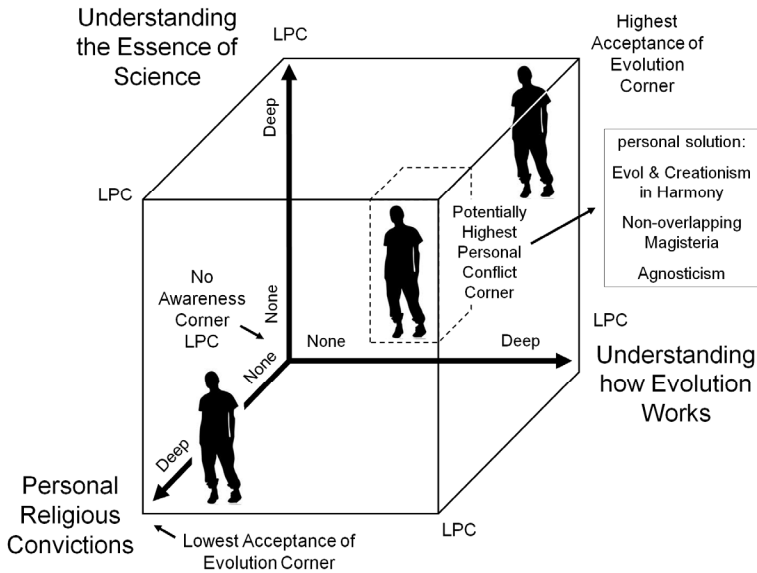 Understanding
the Essence of
Science
LPC
Highest
Acceptance of
Evolution
Corner
Deep
personal solution:
Evol & Creationism
in Harmony
Non-overlapping
Magisteria
Agnosticism
LPC
Potentially
Highest
Personal
Conflict
Corner
No
Awareness
Corner
LPC
None
None
Deep
LPC
None
Understanding
how Evolution
Works
Deep
Personal
Religious
Convictions
LPC
Lowest Acceptance of
Evolution Corner